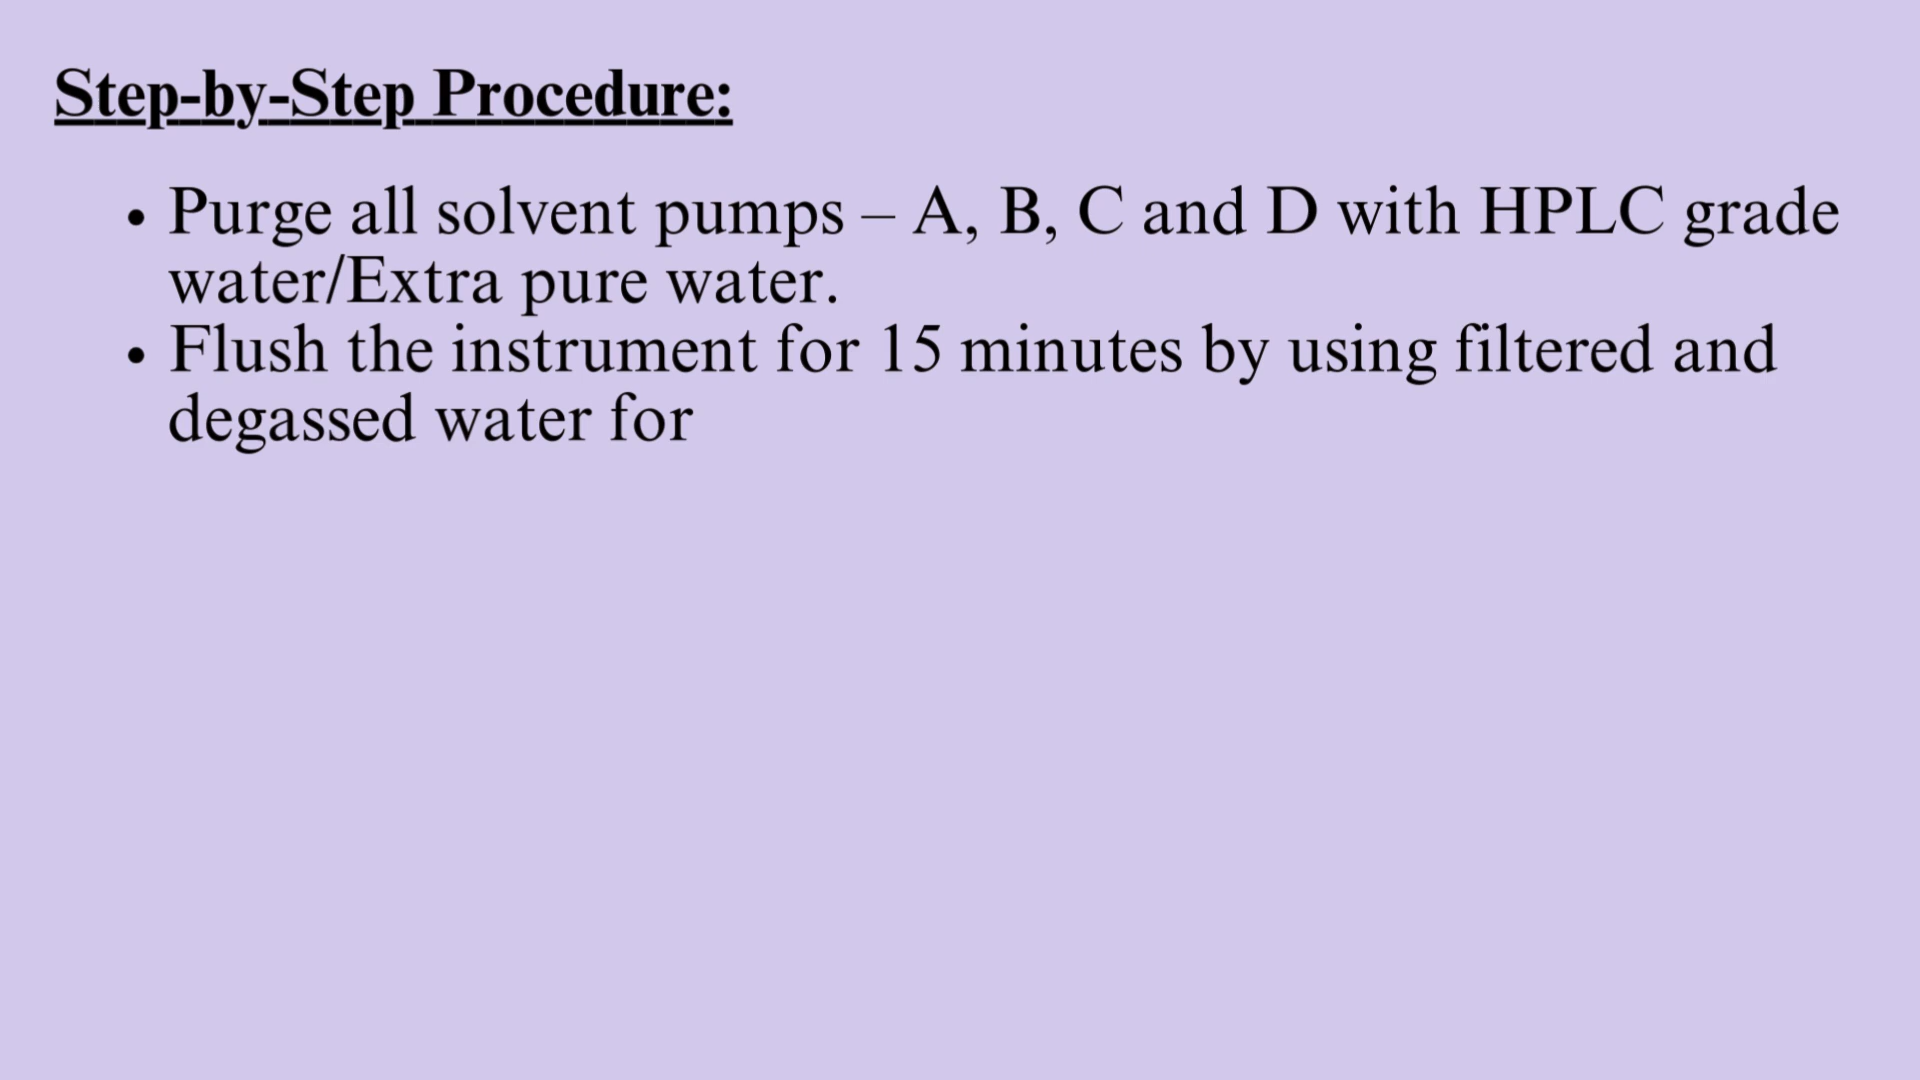 Step-by-Step Procedure:
• Purge all solvent pumps – A, B, C and D with HPLC grade
water/Extra pure water.
• Flush the instrument for 15 minutes by using filtered and
degassed water for